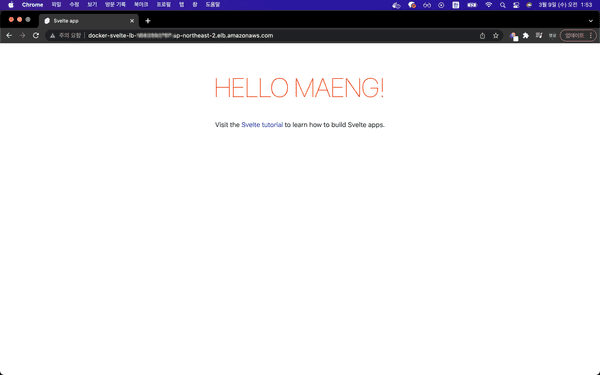 Chrome 파일 수정 보기 방문 기록 북마크 프로필 탭 창 도움말 3월 9일 (수) 오전 1:53
Svelte app
주의 요함 docker-svelte-lb- ap-northeast-2.elb.amazonaws.com 업데이트
HELLO MAENG!
Visit the Svelte tutorial to learn how to build Svelte apps.